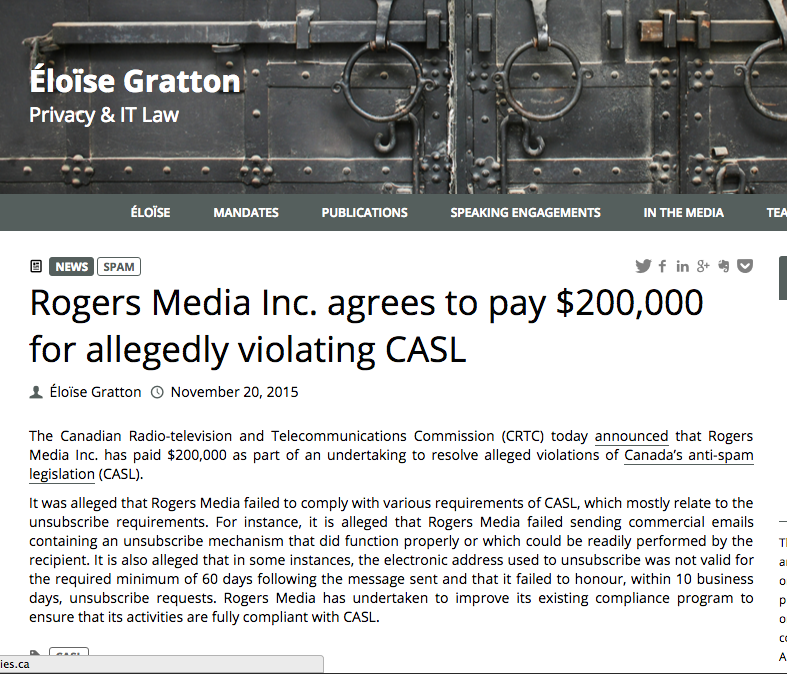 Éloïse Gratton
Privacy & IT Law
ÉLOÏSE MANDATES PUBLICATIONS SPEAKING ENGAGEMENTS IN THE MEDIA TEA
NEWS SPAM
Rogers Media Inc. agrees to pay $200,000
for allegedly violating CASL
Éloïse Gratton November 20, 2015
The Canadian Radio-television and Telecommunications Commission (CRTC) today announced that Rogers
Media Inc. has paid $200,000 as part of an undertaking to resolve alleged violations of Canada's anti-spam
legislation (CASL).
It was alleged that Rogers Media failed to comply with various requirements of CASL, which mostly relate to the
unsubscribe requirements. For instance, it is alleged that Rogers Media failed sending commercial emails
containing an unsubscribe mechanism that did function properly or which could be readily performed by the
recipient. It is also alleged that in some instances, the electronic address used to unsubscribe was not valid for
the required minimum of 60 days following the message sent and that it failed to honour, within 10 business
days, unsubscribe requests. Rogers Media has undertaken to improve its existing compliance program to
ensure that its activities are fully compliant with CASL.
CASL
ies.ca